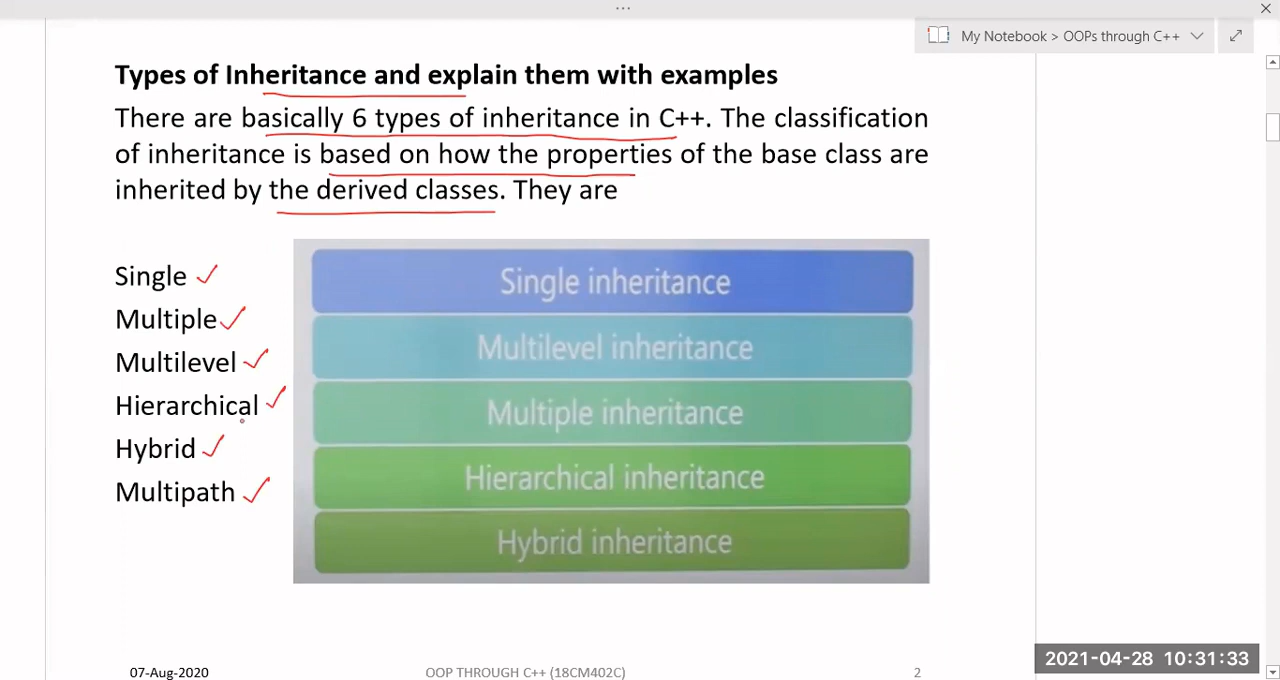 My Notebook > OOPs through C++
Types of Inheritance and explain them with examples
There are basically 6 types of inheritance in C++. The classification
of inheritance is based on how the properties of the base class are
inherited by the derived classes. They are
Single
Multiple
Multilevel
Hierarchical
Hybrid
Multipath
Single inheritance
Multilevel inheritance
Multiple inheritance
Hierarchical inheritance
Hybrid inheritance
07-Aug-2020
OOP THROUGH C++ (18CM402C)
2
2021-04-28 10:31:33